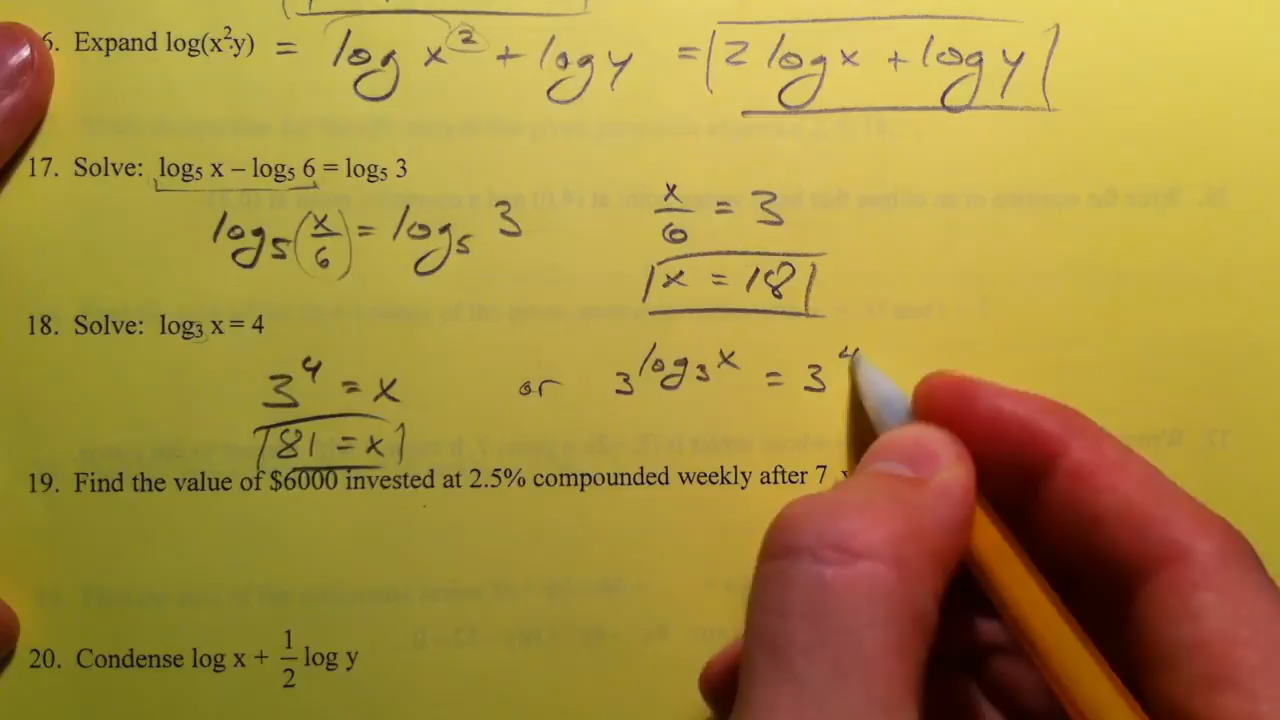 6. Expand log(x²y) = log x² + log y = 2 log x + log y
17. Solve: log₅ x – log₅ 6 = log₅ 3
log₅(x/6) = log₅ 3
x/6 = 3
x = 18
18. Solve: log₃ x = 4
3⁴ = x or 3^log₃x = 3⁴
81 = x
19. Find the value of $6000 invested at 2.5% compounded weekly after 7
20. Condense log x + 1/2 log y